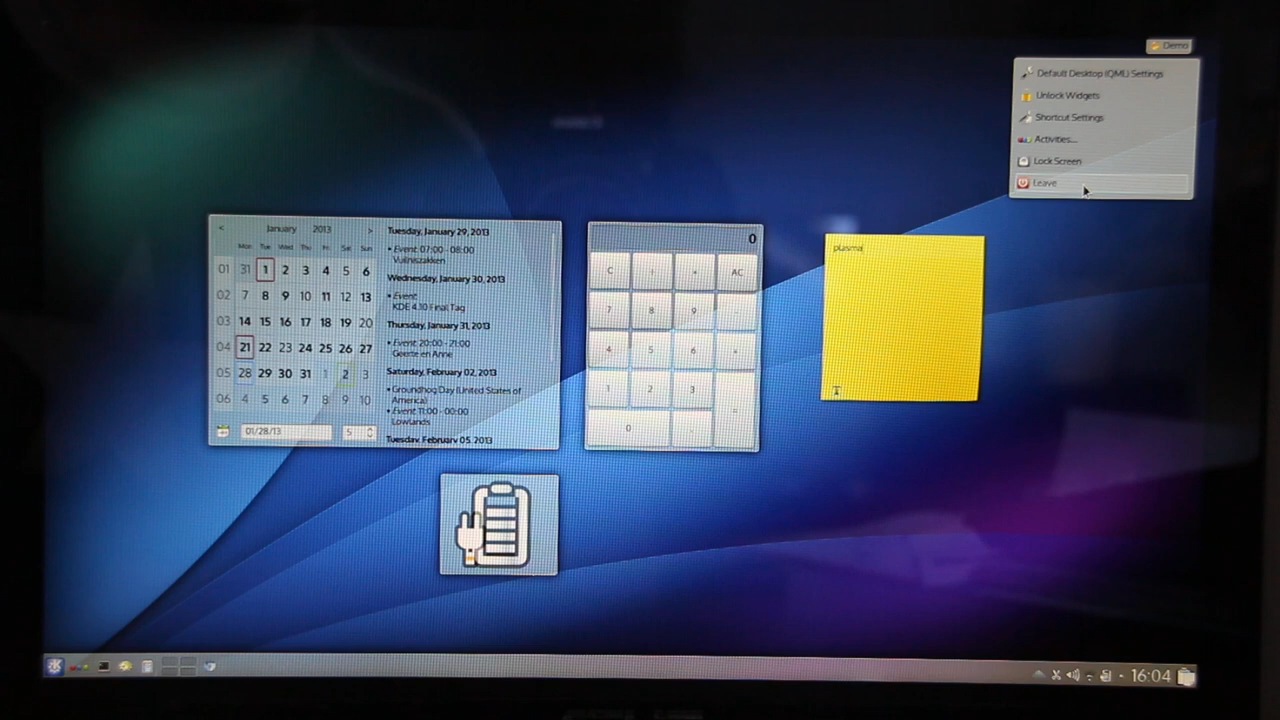 Demo
Default Desktop (QML) Settings
Unlock Widgets
Shortcut Settings
Activities...
Lock Screen
Leave
< January 2013 >
Mon Tue Wed Thu Fri Sat Sun
01 31 1 2 3 4 5 6
02 7 8 9 10 11 12 13
03 14 15 16 17 18 19 20
04 21 22 23 24 25 26 27
05 28 29 30 31 1 2 3
06 4 5 6 7 8 9 10
01/28/13 5
Tuesday, January 29, 2013
• Event: 07:00 - 08:00
Vuilniszakken
Wednesday, January 30, 2013
• Event:
KDE 4.10 Final Tag
Thursday, January 31, 2013
• Event: 20:00 - 21:00
Geerte en Anne
Saturday, February 02, 2013
• Groundhog Day (United States of
America)
• Event: 11:00 - 00:00
Lowlands
Tuesday, February 05, 2013
0
C AC
7 8 9
4 5 6
1 2 3
0 =
plasma
T
16:04